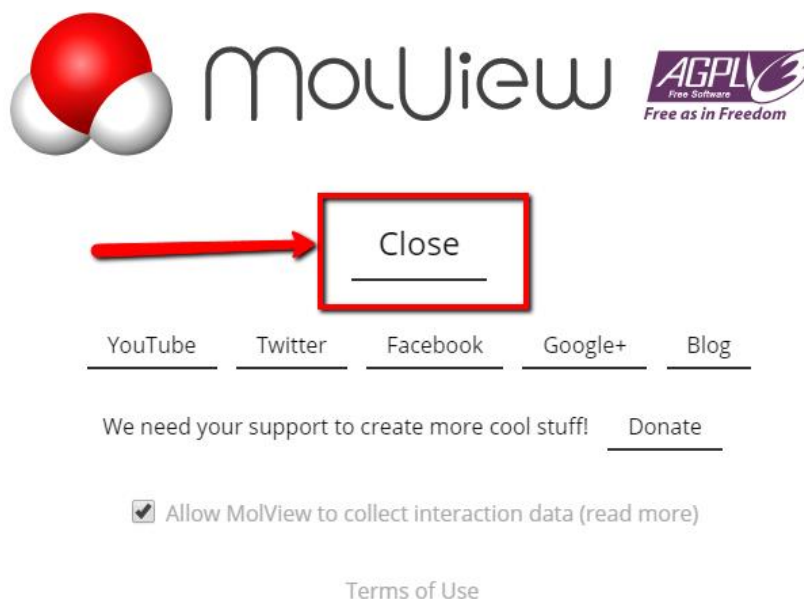 MolView
AGPL v3
Free Software
Free as in Freedom
Close
YouTube Twitter Facebook Google+ Blog
We need your support to create more cool stuff! Donate
Allow MolView to collect interaction data (read more)
Terms of Use